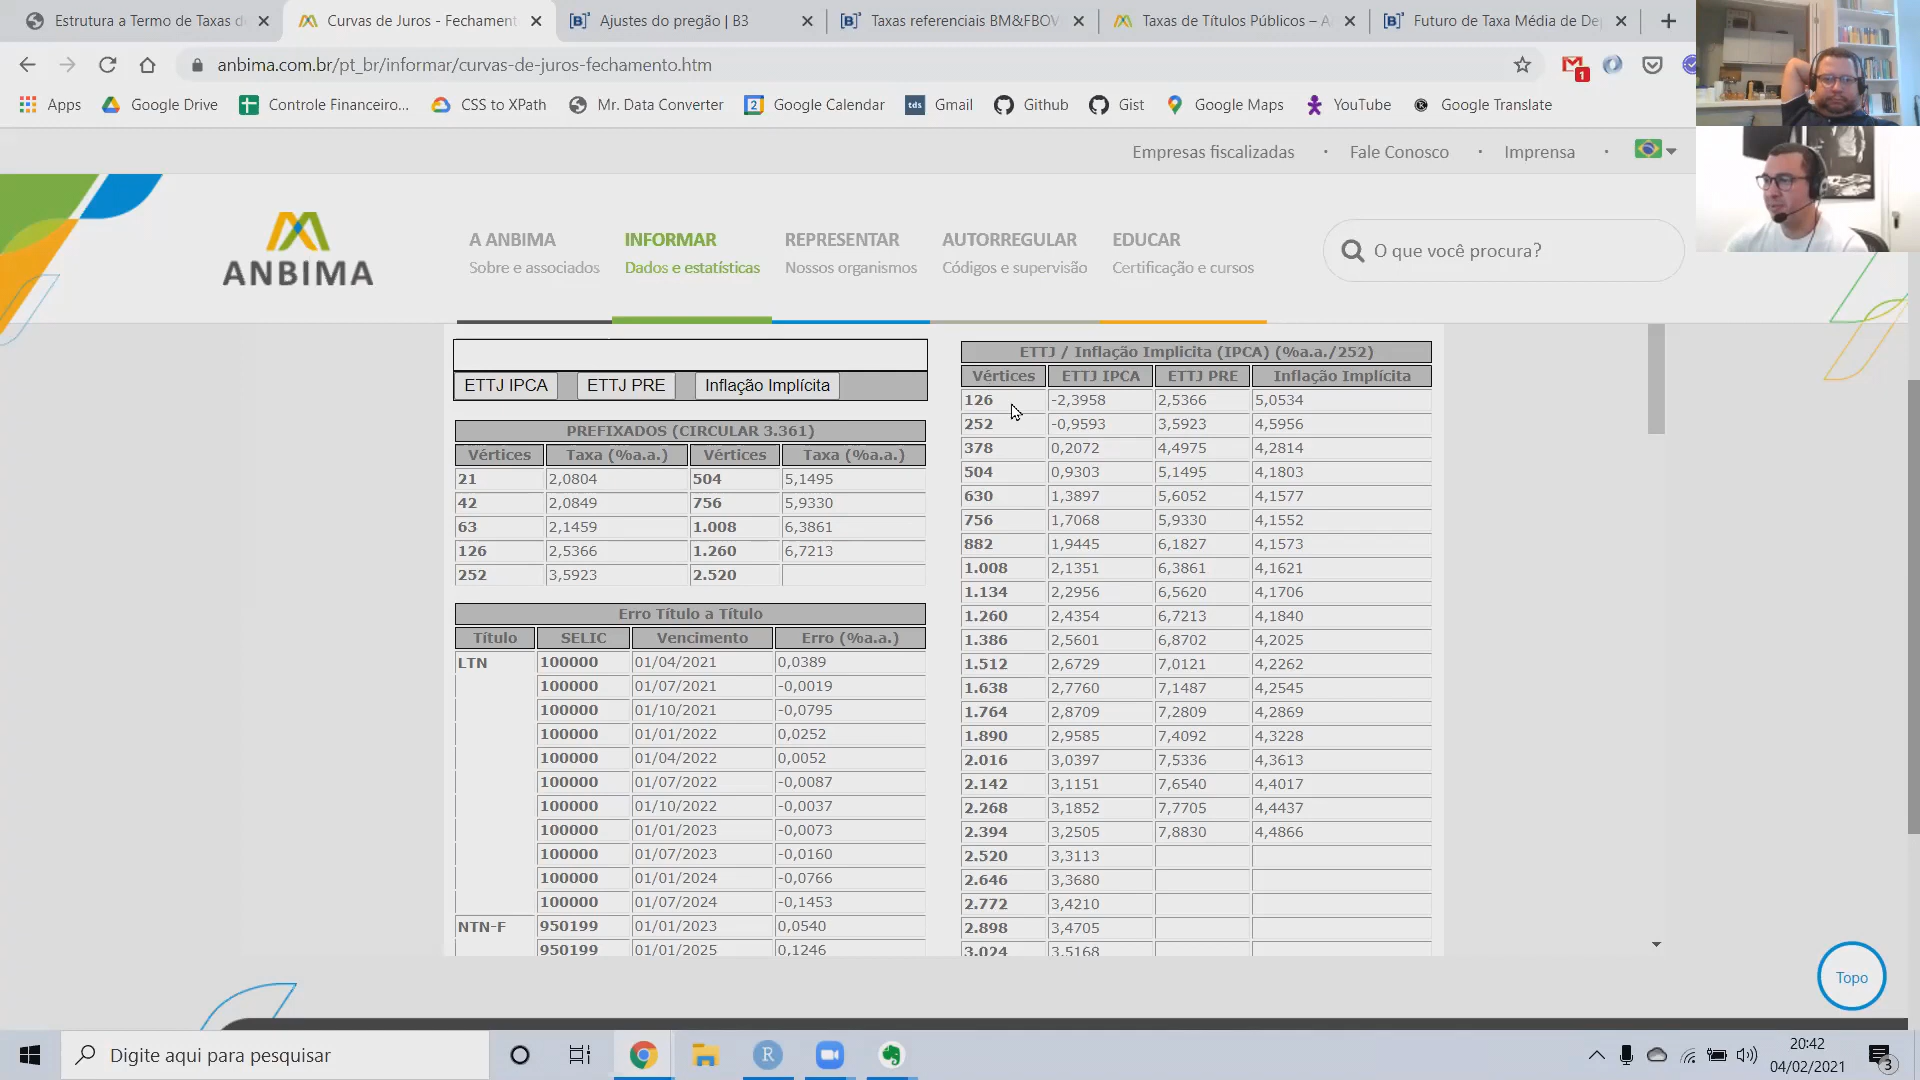 Estrutura a Termo de Taxas d
Curvas de Juros - Fechament
Ajustes do pregão | B3
Taxas referenciais BM&FBOV
Taxas de Títulos Públicos – A
Futuro de Taxa Média de De
anbima.com.br/pt_br/informar/curvas-de-juros-fechamento.htm
1
Apps
Google Drive
Controle Financeiro...
CSS to XPath
Mr. Data Converter
2
Google Calendar
tds
Gmail
Github
Gist
Google Maps
YouTube
Google Translate
Empresas fiscalizadas · Fale Conosco · Imprensa ·
ANBIMA
A ANBIMA
Sobre e associados
INFORMAR
Dados e estatísticas
REPRESENTAR
Nossos organismos
AUTORREGULAR
Códigos e supervisão
EDUCAR
Certificação e cursos
O que você procura?
ETTJ IPCA ETTJ PRE Inflação Implícita
PREFIXADOS (CIRCULAR 3.361)
Vértices Taxa (%a.a.) Vértices Taxa (%a.a.)
21 2,0804 504 5,1495
42 2,0849 756 5,9330
63 2,1459 1.008 6,3861
126 2,5366 1.260 6,7213
252 3,5923 2.520
Erro Título a Título
Título SELIC Vencimento Erro (%a.a.)
LTN 100000 01/04/2021 0,0389
100000 01/07/2021 -0,0019
100000 01/10/2021 -0,0795
100000 01/01/2022 0,0252
100000 01/04/2022 0,0052
100000 01/07/2022 -0,0087
100000 01/10/2022 -0,0037
100000 01/01/2023 -0,0073
100000 01/07/2023 -0,0160
100000 01/01/2024 -0,0766
100000 01/07/2024 -0,1453
NTN-F 950199 01/01/2023 0,0540
950199 01/01/2025 0,1246
ETTJ / Inflação Implicita (IPCA) (%a.a./252)
Vértices ETTJ IPCA ETTJ PRE Inflação Implícita
126 -2,3958 2,5366 5,0534
252 -0,9593 3,5923 4,5956
378 0,2072 4,4975 4,2814
504 0,9303 5,1495 4,1803
630 1,3897 5,6052 4,1577
756 1,7068 5,9330 4,1552
882 1,9445 6,1827 4,1573
1.008 2,1351 6,3861 4,1621
1.134 2,2956 6,5620 4,1706
1.260 2,4354 6,7213 4,1840
1.386 2,5601 6,8702 4,2025
1.512 2,6729 7,0121 4,2262
1.638 2,7760 7,1487 4,2545
1.764 2,8709 7,2809 4,2869
1.890 2,9585 7,4092 4,3228
2.016 3,0397 7,5336 4,3613
2.142 3,1151 7,6540 4,4017
2.268 3,1852 7,7705 4,4437
2.394 3,2505 7,8830 4,4866
2.520 3,3113
2.646 3,3680
2.772 3,4210
2.898 3,4705
3.024 3,5168
Topo
Digite aqui para pesquisar
R
20:42
04/02/2021
3